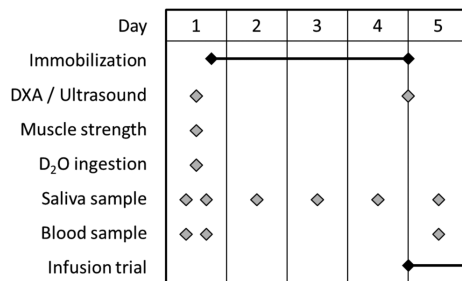 Day 1 2 3 4 5
Immobilization
DXA / Ultrasound
Muscle strength
D₂O ingestion
Saliva sample
Blood sample
Infusion trial